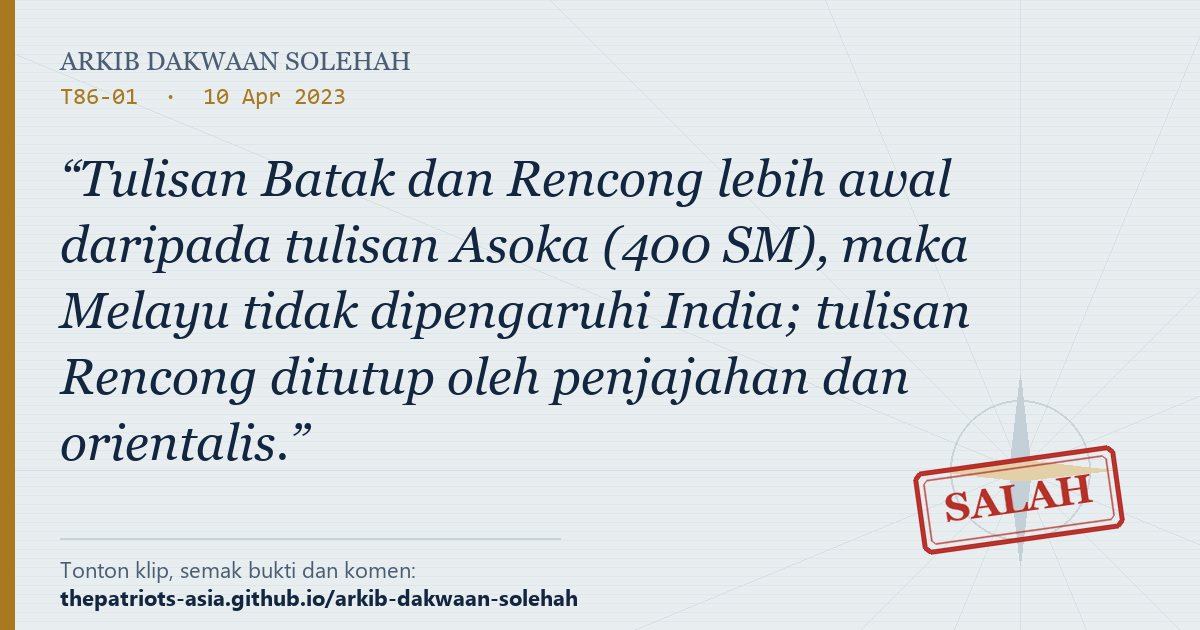 ARKIB DAKWAAN SOLEHAH
T86-01 · 10 Apr 2023
“Tulisan Batak dan Rencong lebih awal
daripada tulisan Asoka (400 SM), maka
Melayu tidak dipengaruhi India; tulisan
Rencong ditutup oleh penjajahan dan
orientalis.”
SALAH
Tonton klip, semak bukti dan komen:
thepatriots-asia.github.io/arkib-dakwaan-solehah